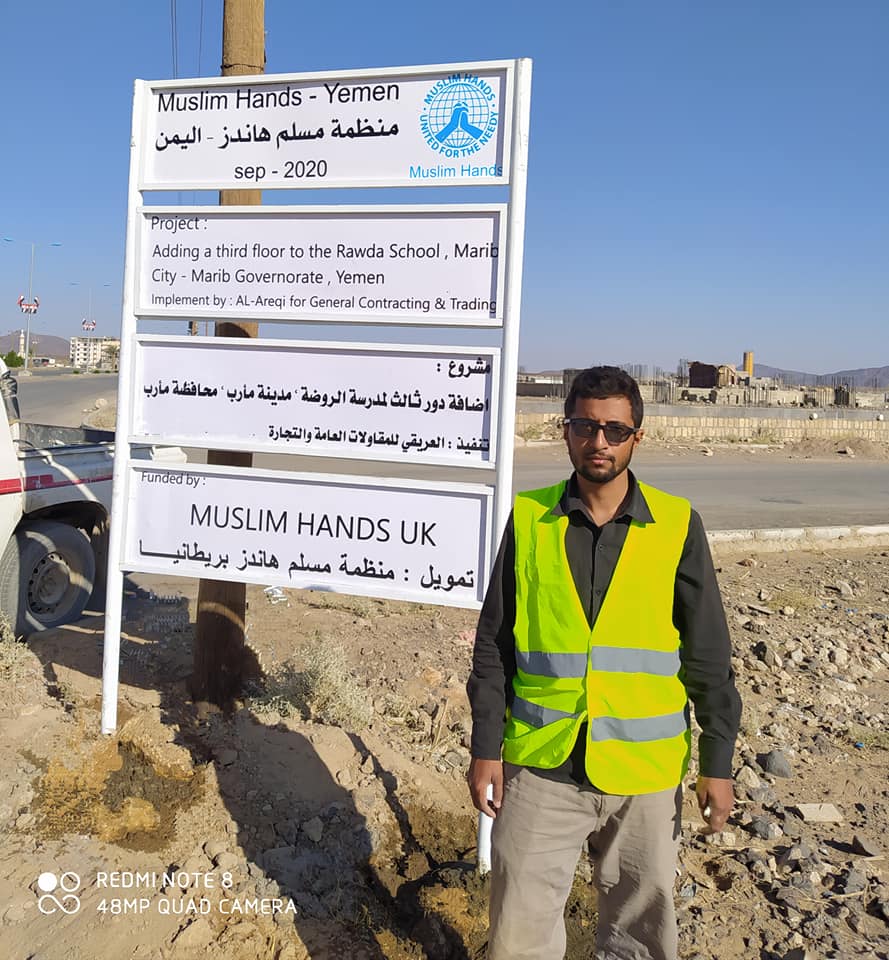 Muslim Hands - Yemen
منظمة مسلم هاندز - اليمن
sep - 2020
MUSLIM HANDS
UNITED FOR THE NEEDY
Muslim Hands
Project :
Adding a third floor to the Rawda School , Marib
City - Marib Governorate , Yemen
Implement by : AL-Areqi for General Contracting & Trading
مشروع :
اضافة دور ثالث لمدرسة الروضة ‘ مدينة مأرب ‘ محافظة مأرب
تنفيذ : العريقي للمقاولات العامة والتجارة
Funded by :
MUSLIM HANDS UK
تمويل : منظمة مسلم هاندز بريطانيـــــا
REDMI NOTE 8
48MP QUAD CAMERA